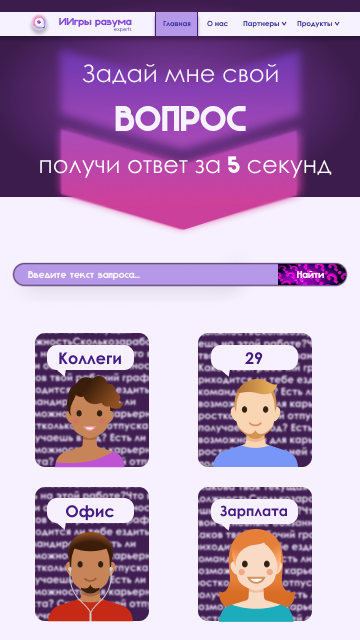 ИИгры разума
experts
Главная
О нас
Партнеры
Продукты
Задай мне свой
ВОПРОС
получи ответ за 5 секунд
Введите текст вопроса...
Найти
Коллеги
29
Офис
Зарплата